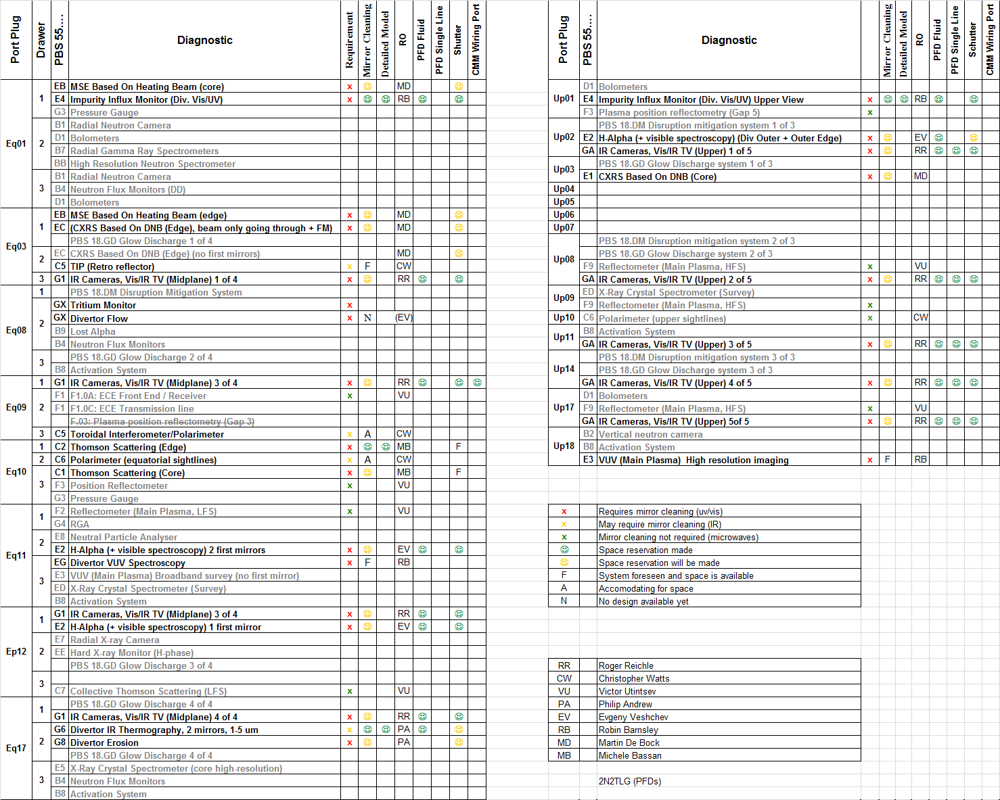 Port Plug Drawer PBS 55.... Diagnostic Requirement Mirror Cleaning Detailed Model RO PFD Fluid PFD Single Line Shutter CMM Wiring Port
Eq01 1 EB MSE Based On Heating Beam (core) x MD
E4 Impurity Influx Monitor (Div. Vis/UV) x RB
G3 Pressure Gauge
2 B1 Radial Neutron Camera
D1 Bolometers
B7 Radial Gamma Ray Spectrometers
BB High Resolution Neutron Spectrometer
3 B1 Radial Neutron Camera
B4 Neutron Flux Monitors (DD)
D1 Bolometers
Eq03 1 EB MSE Based On Heating Beam (edge) x MD
EC (CXRS Based On DNB (Edge), beam only going through + FM) x MD
PBS 18.GD Glow Discharge 1 of 4
2 EC CXRS Based On DNB (Edge) (no first mirrors) MD
C5 TIP (Retro reflector) x F CW
3 G1 IR Cameras, Vis/IR TV (Midplane) 1 of 4 x RR
Eq08 1 PBS 18.DM Disruption Mitigation System
2 GX Tritium Monitor x
GX Divertor Flow x N (EV)
B9 Lost Alpha
B4 Neutron Flux Monitors
3 PBS 18.GD Glow Discharge 2 of 4
B8 Activation System
Eq09 1 G1 IR Cameras, Vis/IR TV (Midplane) 3 of 4 x RR
2 F1 F1.0A: ECE Front End / Receiver x VU
F1 F1.0C: ECE Transmission line
F.03: Plasma position reflectometry (Gap 3)
3 C5 Toroidal Interferometer/Polarimeter x A CW
Eq10 1 C2 Thomson Scattering (Edge) x MB F
2 C6 Polarimeter (equatorial sightlines) x A CW
3 C1 Thomson Scattering (Core) x MB F
F3 Position Reflectometer x VU
G3 Pressure Gauge
Eq11 1 F2 Reflectometer (Main Plasma, LFS) x VU
G4 RGA
2 E8 Neutral Particle Analyser
E2 H-Alpha (+ visible spectroscopy) 2 first mirrors x EV
3 EG Divertor VUV Spectroscopy x F RB
E3 VUV (Main Plasma) Broadband survey (no first mirror)
ED X-Ray Crystal Spectrometer (Survey)
B8 Activation System
Ep12 1 G1 IR Cameras, Vis/IR TV (Midplane) 3 of 4 x RR
E2 H-Alpha (+ visible spectroscopy) 1 first mirror x EV
2 E7 Radial X-ray Camera
EE Hard X-ray Monitor (H-phase)
PBS 18.GD Glow Discharge 3 of 4
3 C7 Collective Thomson Scattering (LFS) x VU
Eq17 1 PBS 18.GD Glow Discharge 4 of 4
G1 IR Cameras, Vis/IR TV (Midplane) 4 of 4 x RR
2 G6 Divertor IR Thermography, 2 mirrors, 1-5 um x PA
G8 Divertor Erosion x PA
PBS 18.GD Glow Discharge 4 of 4
3 E5 X-Ray Crystal Spectrometer (core high-resolution)
B4 Neutron Flux Monitors
B8 Activation System
Port Plug PBS 55.... Diagnostic Mirror Cleaning Detailed Model RO PFD Fluid PFD Single Line Schutter CMM Wiring Port
Up01 D1 Bolometers
E4 Impurity Influx Monitor (Div. Vis/UV) Upper View x RB
F3 Plasma position reflectometry (Gap 5) x
Up02 PBS 18.DM Disruption mitigation system 1 of 3
E2 H-Alpha (+ visible spectroscopy) (Div Outer + Outer Edge) x EV
GA IR Cameras, Vis/IR TV (Upper) 1 of 5 x RR
Up03 PBS 18.GD Glow Discharge system 1 of 3
E1 CXRS Based On DNB (Core) x MD
Up04
Up05
Up06
Up07
Up08 PBS 18.DM Disruption mitigation system 2 of 3
PBS 18.GD Glow Discharge system 2 of 3
F9 Reflectometer (Main Plasma, HFS) x VU
GA IR Cameras, Vis/IR TV (Upper) 2 of 5 x RR
Up09 ED X-Ray Crystal Spectrometer (Survey)
F9 Reflectometer (Main Plasma, HFS) x
Up10 C6 Polarimeter (upper sightlines) x CW
Up11 B8 Activation System
GA IR Cameras, Vis/IR TV (Upper) 3 of 5 x RR
Up14 PBS 18.DM Disruption mitigation system 3 of 3
PBS 18.GD Glow Discharge system 3 of 3
GA IR Cameras, Vis/IR TV (Upper) 4 of 5 x RR
Up17 D1 Bolometers
F9 Reflectometer (Main Plasma, HFS) x VU
GA IR Cameras, Vis/IR TV (Upper) 5of 5 x RR
Up18 B2 Vertical neutron camera
B8 Activation System
E3 VUV (Main Plasma) High resolution imaging x F RB
x Requires mirror cleaning (uv/vis)
x May require mirror cleaning (IR)
x Mirror cleaning not required (microwaves)
Space reservation made
Space reservation will be made
F System foreseen and space is available
A Accomodating for space
N No design available yet
RR Roger Reichle
CW Christopher Watts
VU Victor Utintsev
PA Philip Andrew
EV Evgeny Veshchev
RB Robin Barnsley
MD Martin De Bock
MB Michele Bassan
2N2TLG (PFDs)